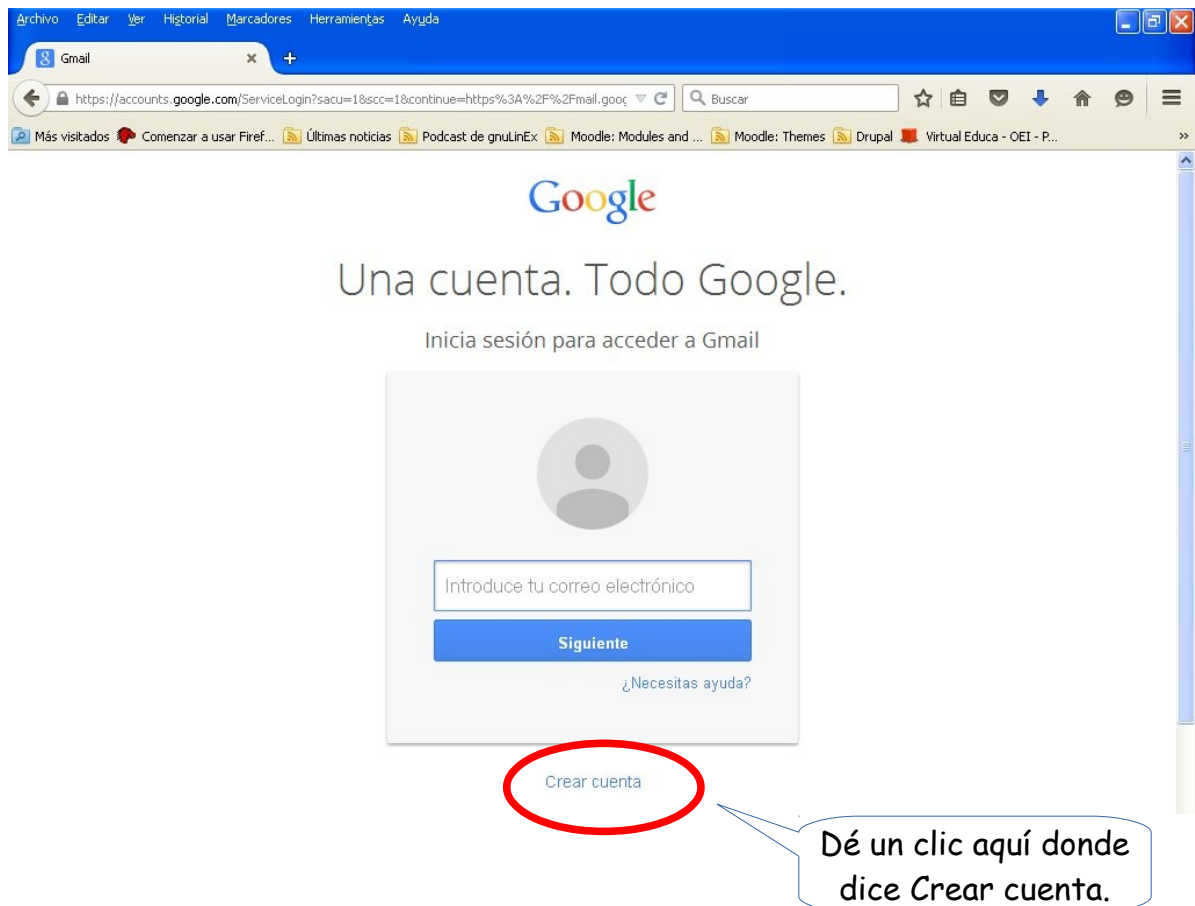 Archivo Editar Ver Historial Marcadores Herramientas Ayuda
Gmail
https://accounts.google.com/ServiceLogin?sacu=1&scc=1&continue=https%3A%2F%2Fmail.goog Buscar
Más visitados Comenzar a usar Firef... Últimas noticias Podcast de gnuLinEx Moodle: Modules and ... Moodle: Themes Drupal Virtual Educa - OEI - P... »
Google
Una cuenta. Todo Google.
Inicia sesión para acceder a Gmail
Introduce tu correo electrónico
Siguiente
¿Necesitas ayuda?
Crear cuenta
Dé un clic aquí donde
dice Crear cuenta.